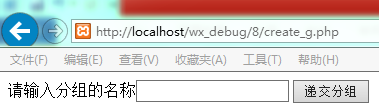 http://localhost/wx_debug/8/create_g.php
文件(F) 编辑(E) 查看(V) 收藏夹(A) 工具(T) 帮助(H)
请输入分组的名称 递交分组